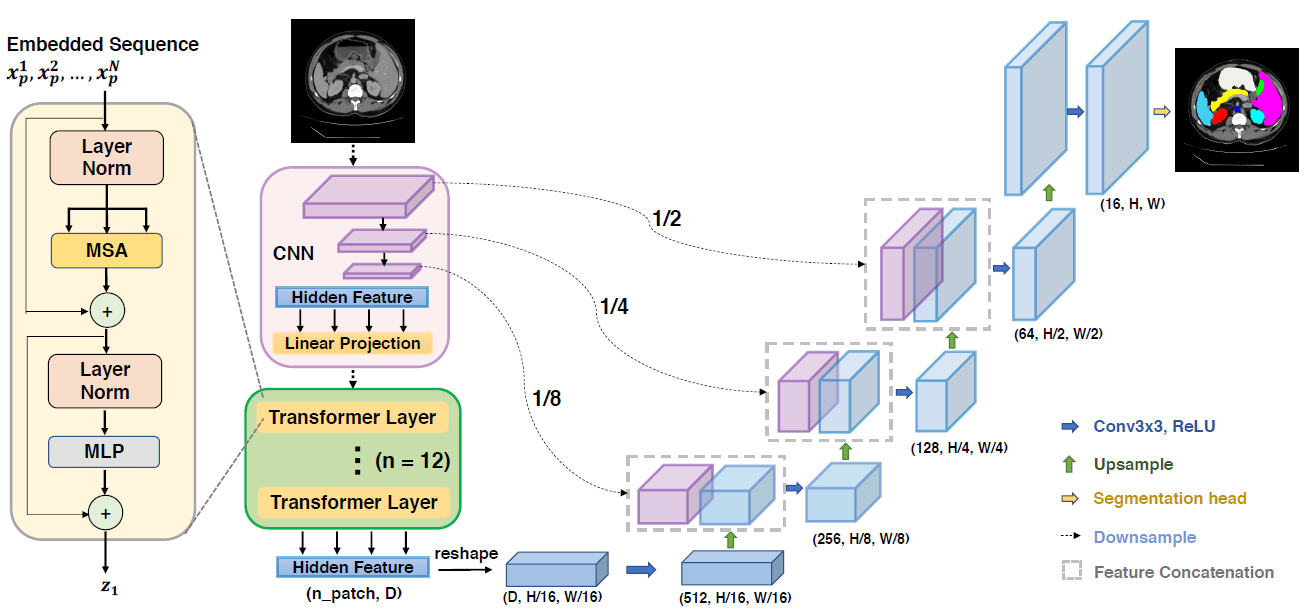 Embedded Sequence
x_p^1, x_p^2, ..., x_p^N
Layer
Norm
MSA
+
Layer
Norm
MLP
+
z_1
CNN
Hidden Feature
Linear Projection
Transformer Layer
(n = 12)
Transformer Layer
Hidden Feature
(n_patch, D)
reshape
(D, H/16, W/16)
(512, H/16, W/16)
1/2
1/4
1/8
(256, H/8, W/8)
(128, H/4, W/4)
(64, H/2, W/2)
(16, H, W)
Conv3x3, ReLU
Upsample
Segmentation head
Downsample
Feature Concatenation